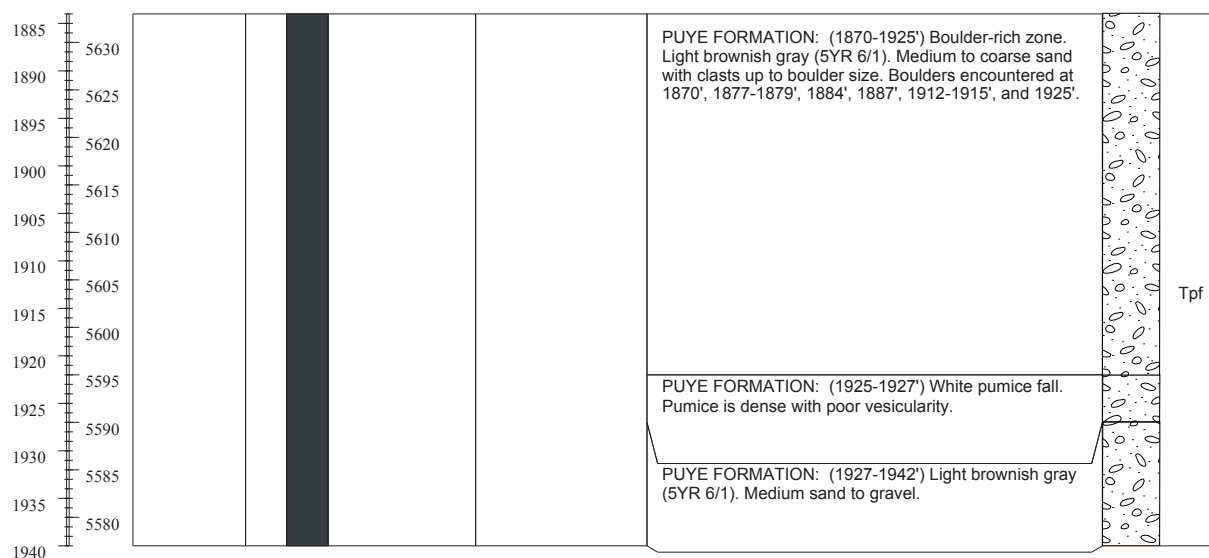 1885
5630
1890
5625
1895
5620
1900
5615
1905
5610
1910
5605
1915
5600
1920
5595
1925
5590
1930
5585
1935
5580
1940
PUYE FORMATION: (1870-1925') Boulder-rich zone.
Light brownish gray (5YR 6/1). Medium to coarse sand
with clasts up to boulder size. Boulders encountered at
1870', 1877-1879', 1884', 1887', 1912-1915', and 1925'.
PUYE FORMATION: (1925-1927') White pumice fall.
Pumice is dense with poor vesicularity.
PUYE FORMATION: (1927-1942') Light brownish gray
(5YR 6/1). Medium sand to gravel.
Tpf